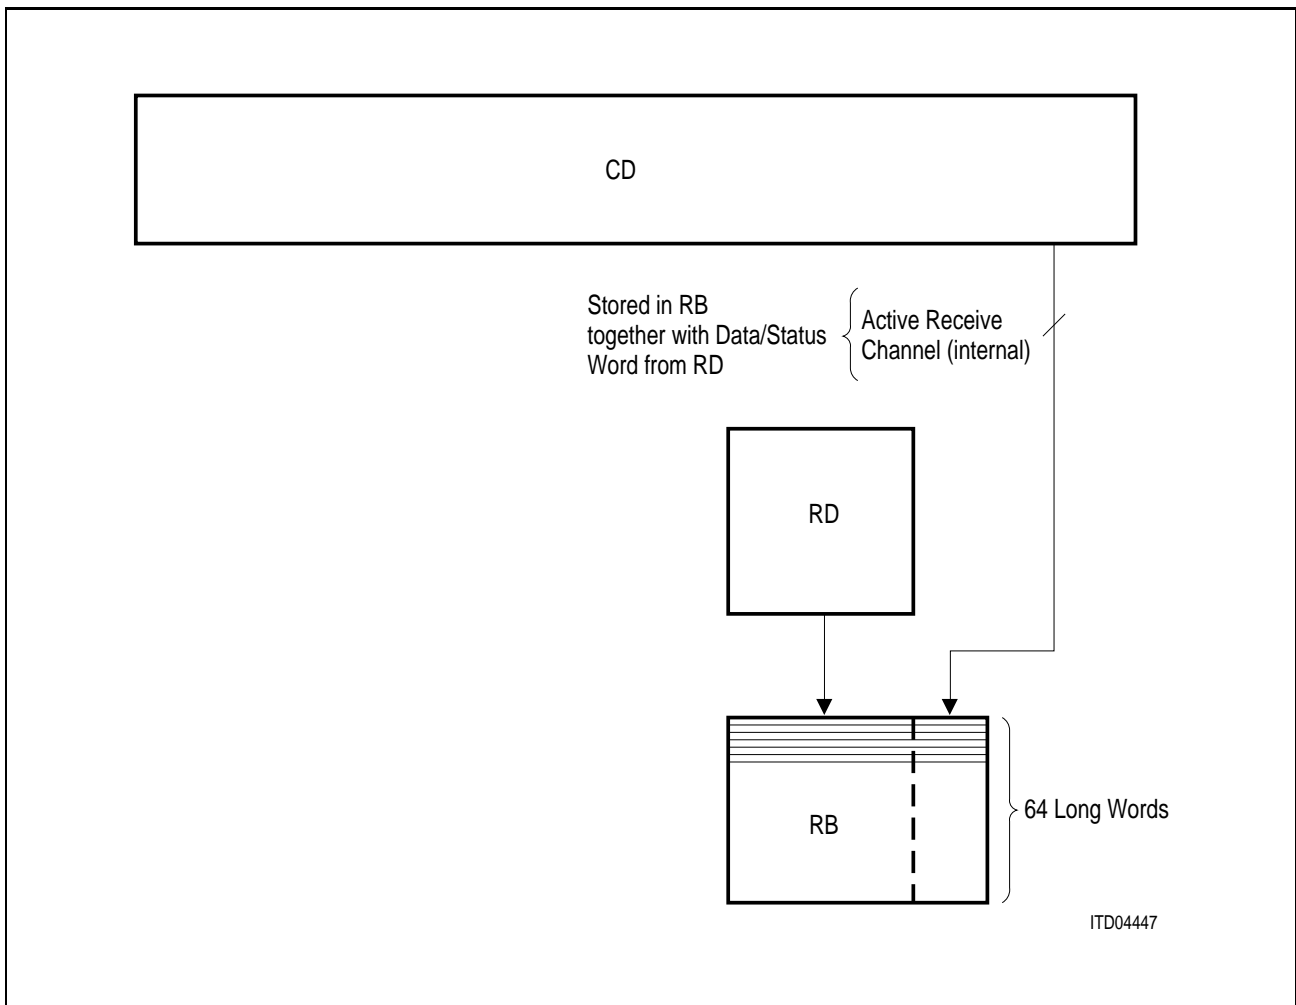 CD
Stored in RB
together with Data/Status
Word from RD
Active Receive
Channel (internal)
RD
RB
64 Long Words
ITD04447